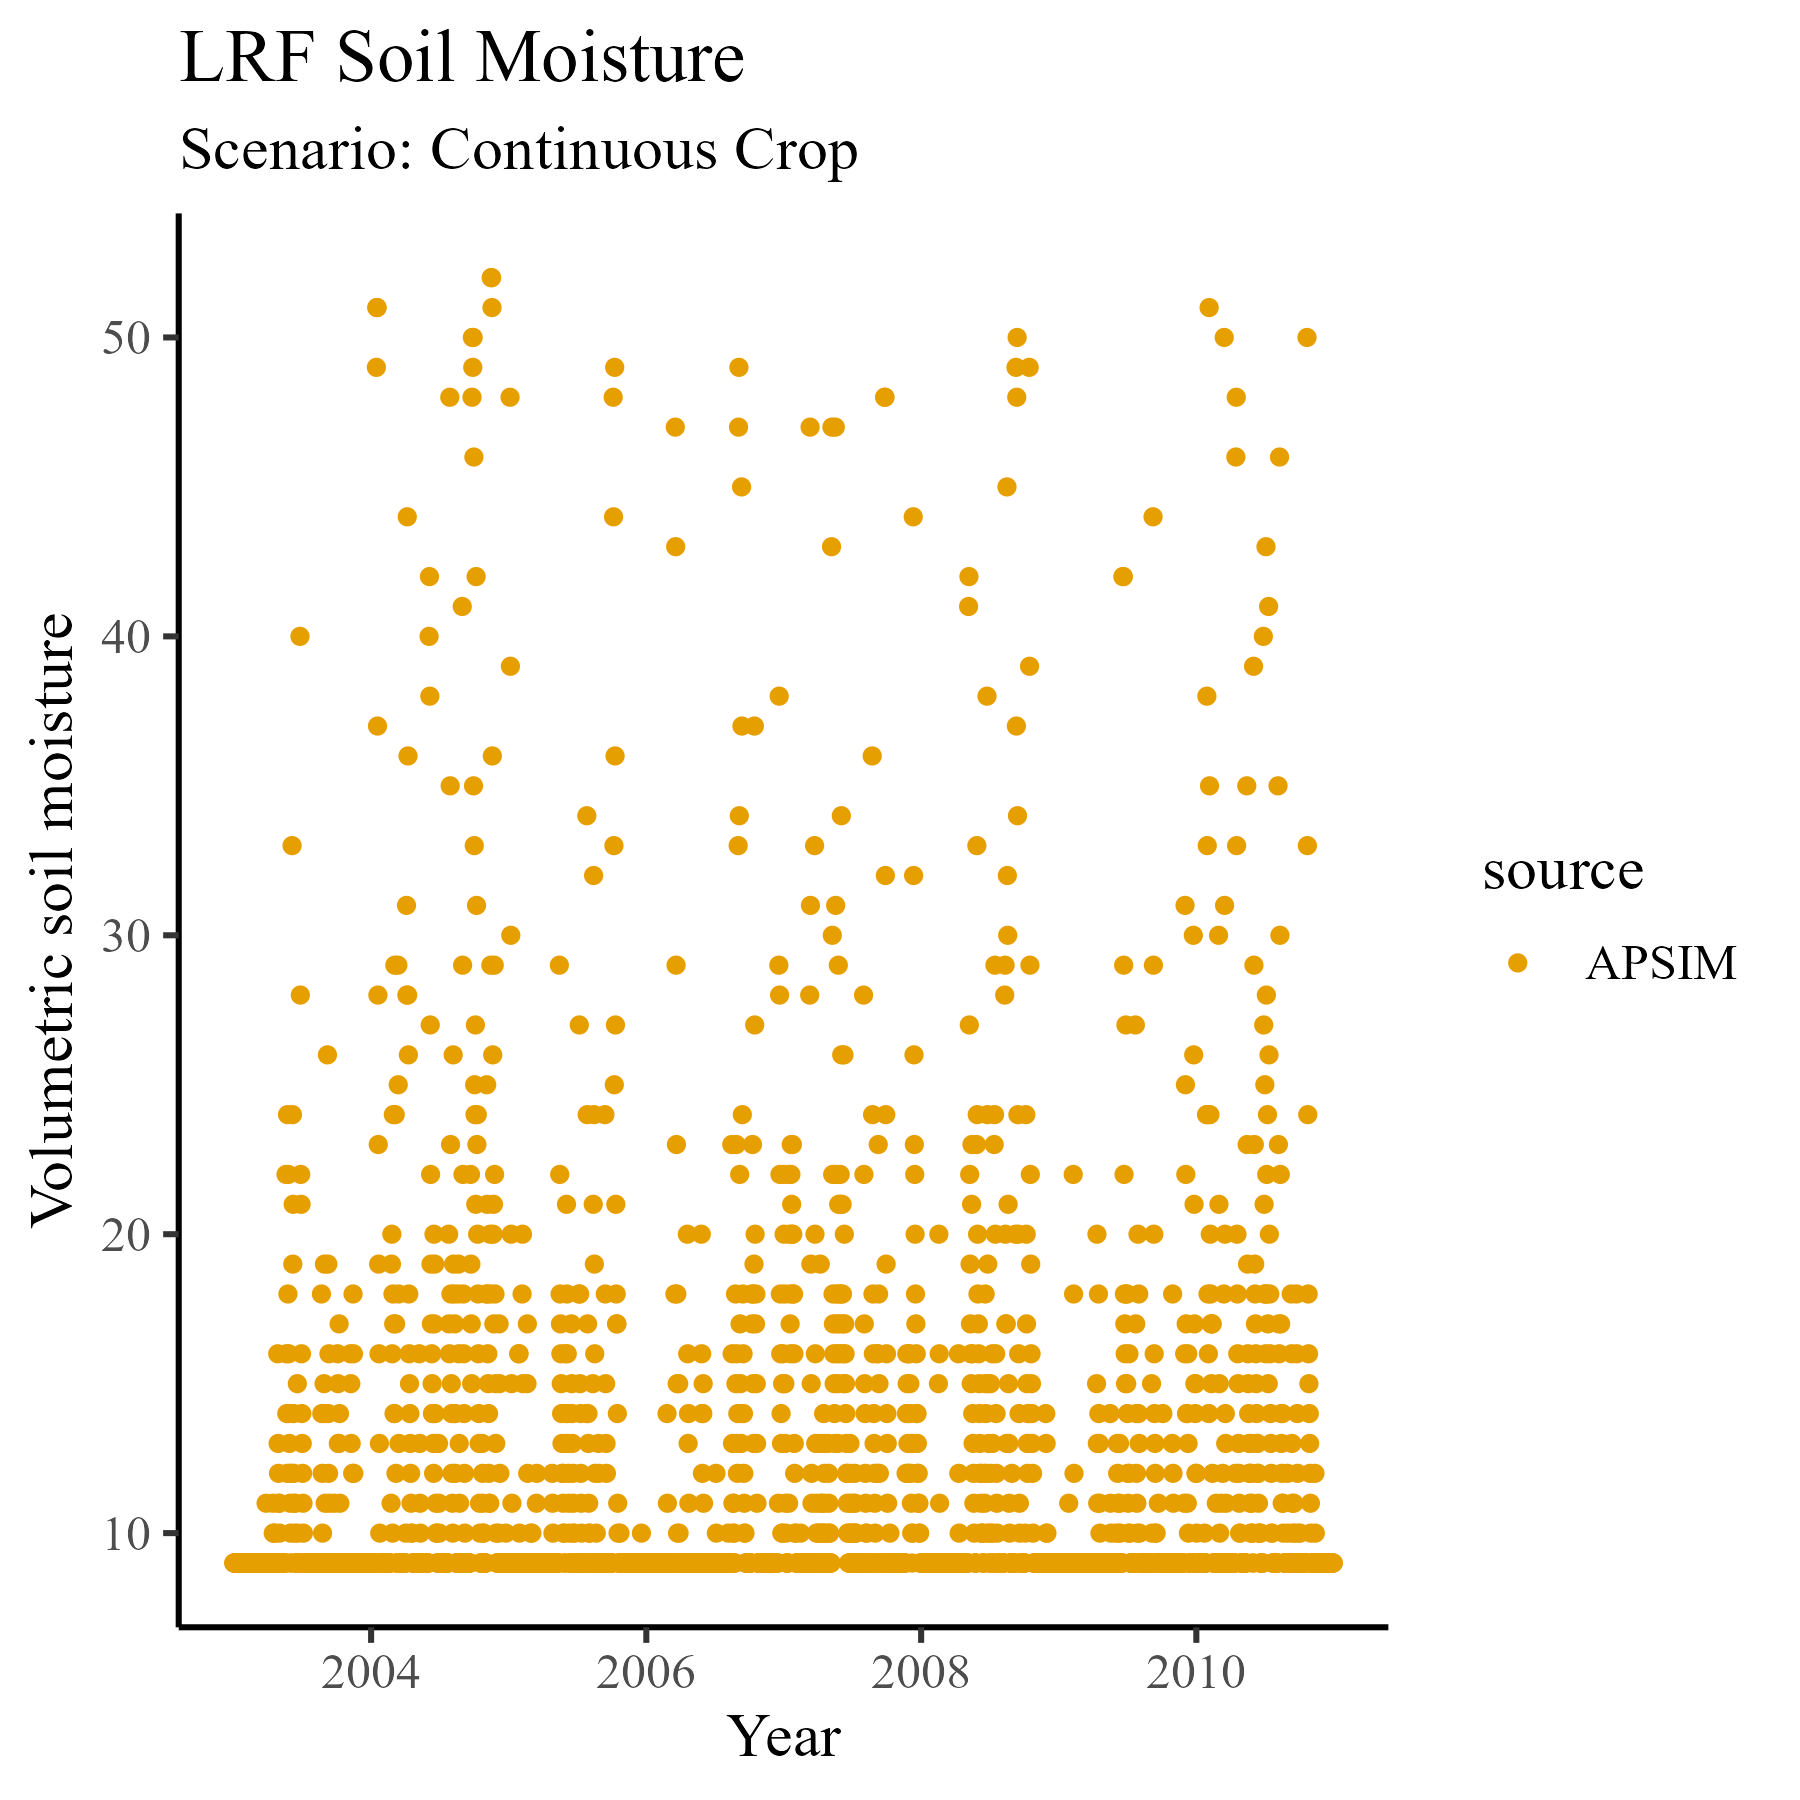 LRF Soil Moisture
Scenario: Continuous Crop
Volumetric soil moisture
50
40
30
20
10
2004 2006 2008 2010
Year
source
APSIM